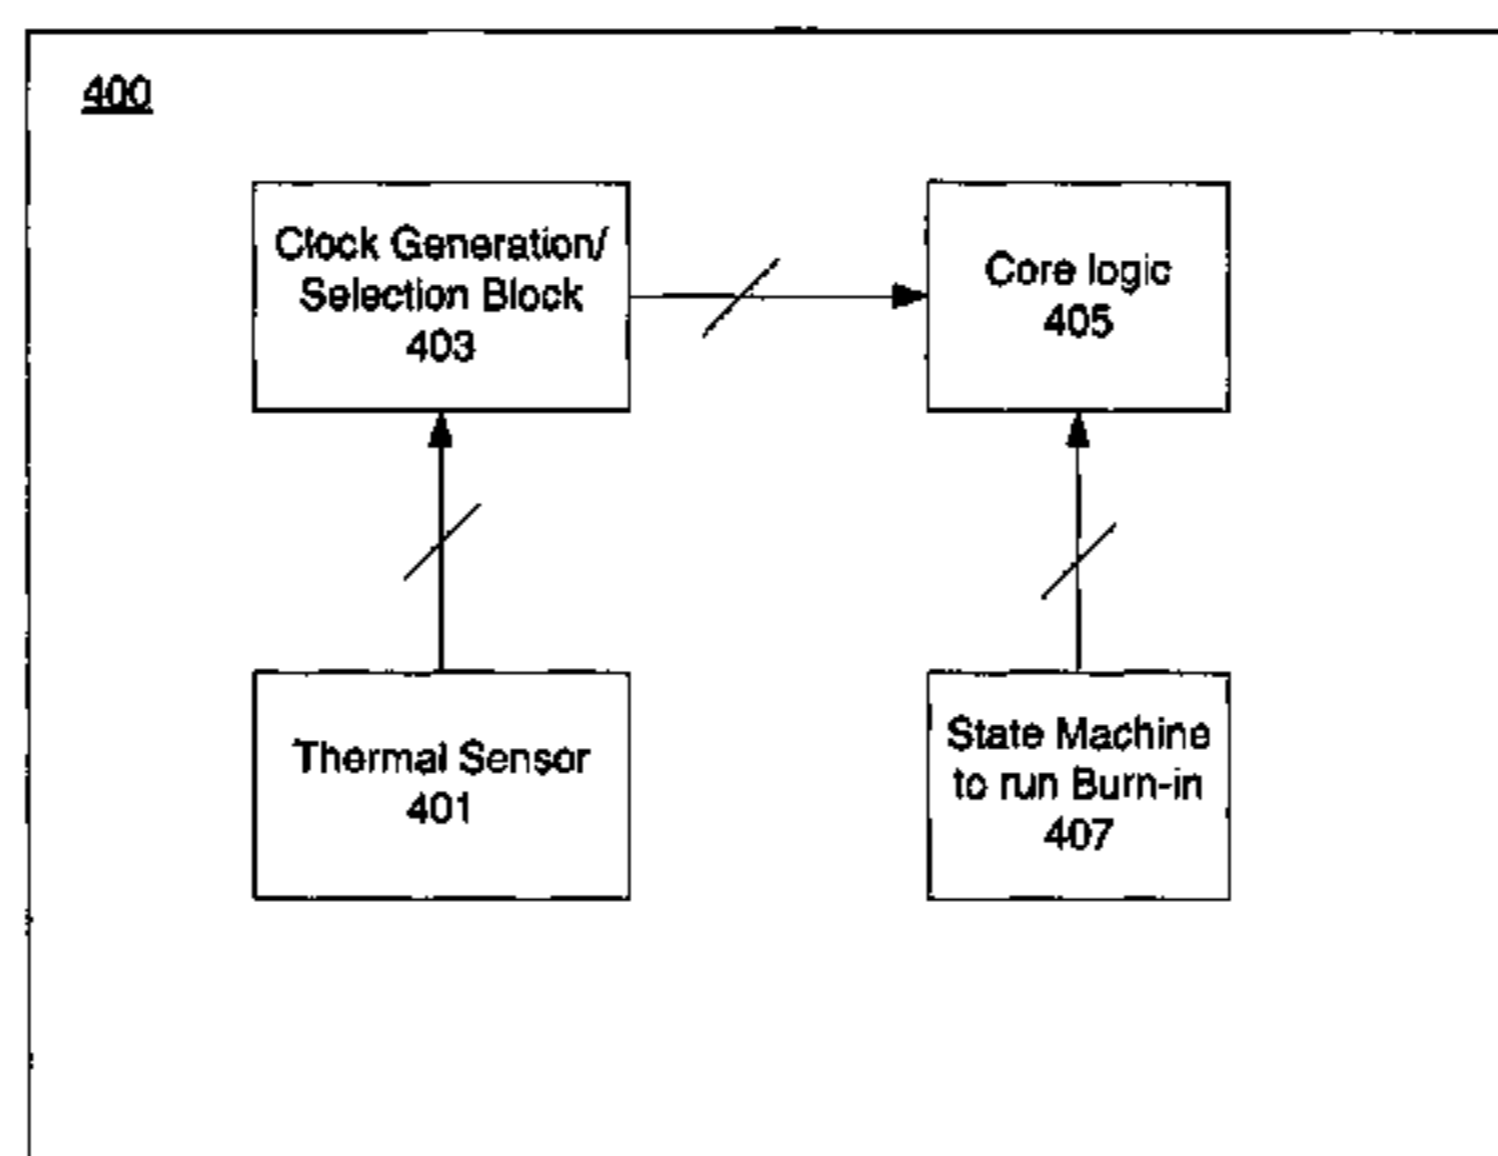 400
Clock Generation/
Selection Block
403
Core logic
405
Thermal Sensor
401
State Machine
to run Burn-in
407